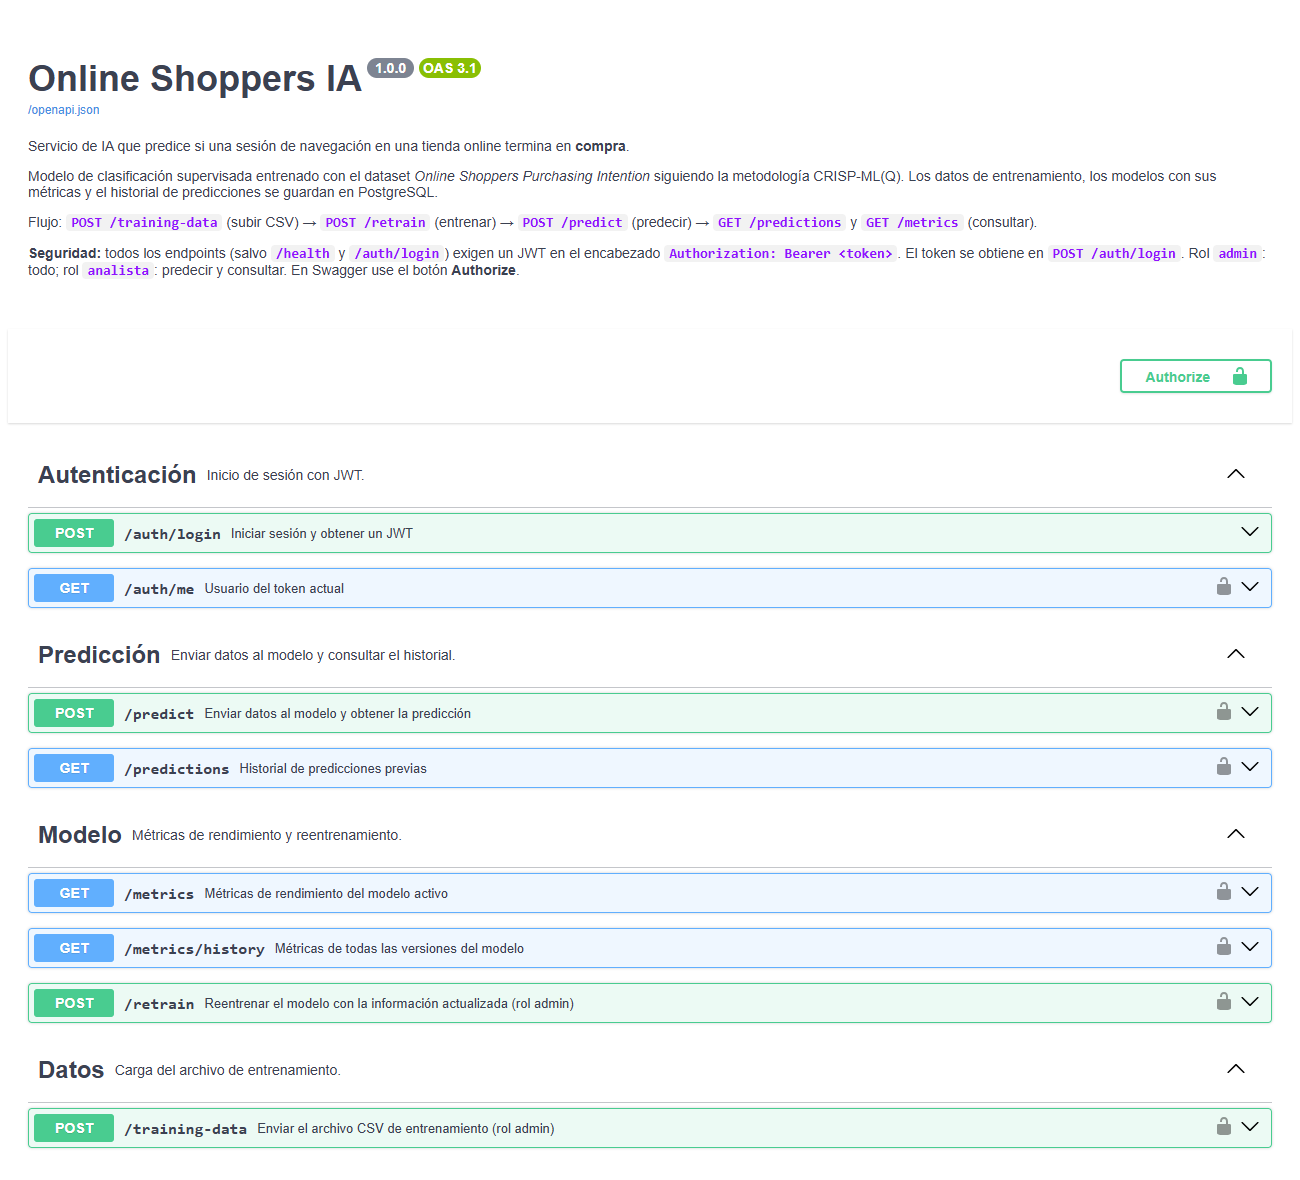 Online Shoppers IA 1.0.0 OAS 3.1
/openapi.json
Servicio de IA que predice si una sesión de navegación en una tienda online termina en compra.
Modelo de clasificación supervisada entrenado con el dataset Online Shoppers Purchasing Intention siguiendo la metodología CRISP-ML(Q). Los datos de entrenamiento, los modelos con sus
métricas y el historial de predicciones se guardan en PostgreSQL.
Flujo: POST /training-data (subir CSV) → POST /retrain (entrenar) → POST /predict (predecir) → GET /predictions y GET /metrics (consultar).
Seguridad: todos los endpoints (salvo /health y /auth/login ) exigen un JWT en el encabezado Authorization: Bearer <token> . El token se obtiene en POST /auth/login . Rol admin :
todo; rol analista : predecir y consultar. En Swagger use el botón Authorize.
Authorize
Autenticación Inicio de sesión con JWT.
POST /auth/login Iniciar sesión y obtener un JWT
GET /auth/me Usuario del token actual
Predicción Enviar datos al modelo y consultar el historial.
POST /predict Enviar datos al modelo y obtener la predicción
GET /predictions Historial de predicciones previas
Modelo Métricas de rendimiento y reentrenamiento.
GET /metrics Métricas de rendimiento del modelo activo
GET /metrics/history Métricas de todas las versiones del modelo
POST /retrain Reentrenar el modelo con la información actualizada (rol admin)
Datos Carga del archivo de entrenamiento.
POST /training-data Enviar el archivo CSV de entrenamiento (rol admin)